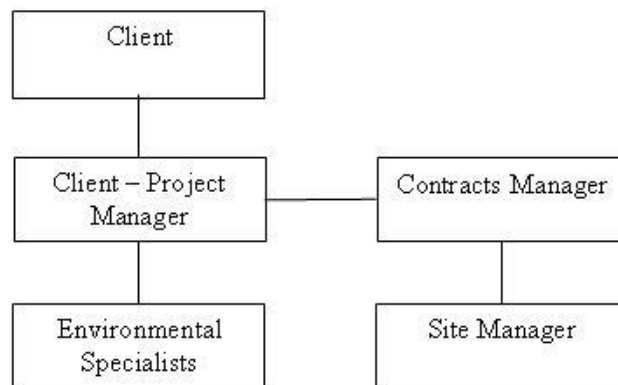 Client
Client – Project
Manager
Contracts Manager
Environmental
Specialists
Site Manager